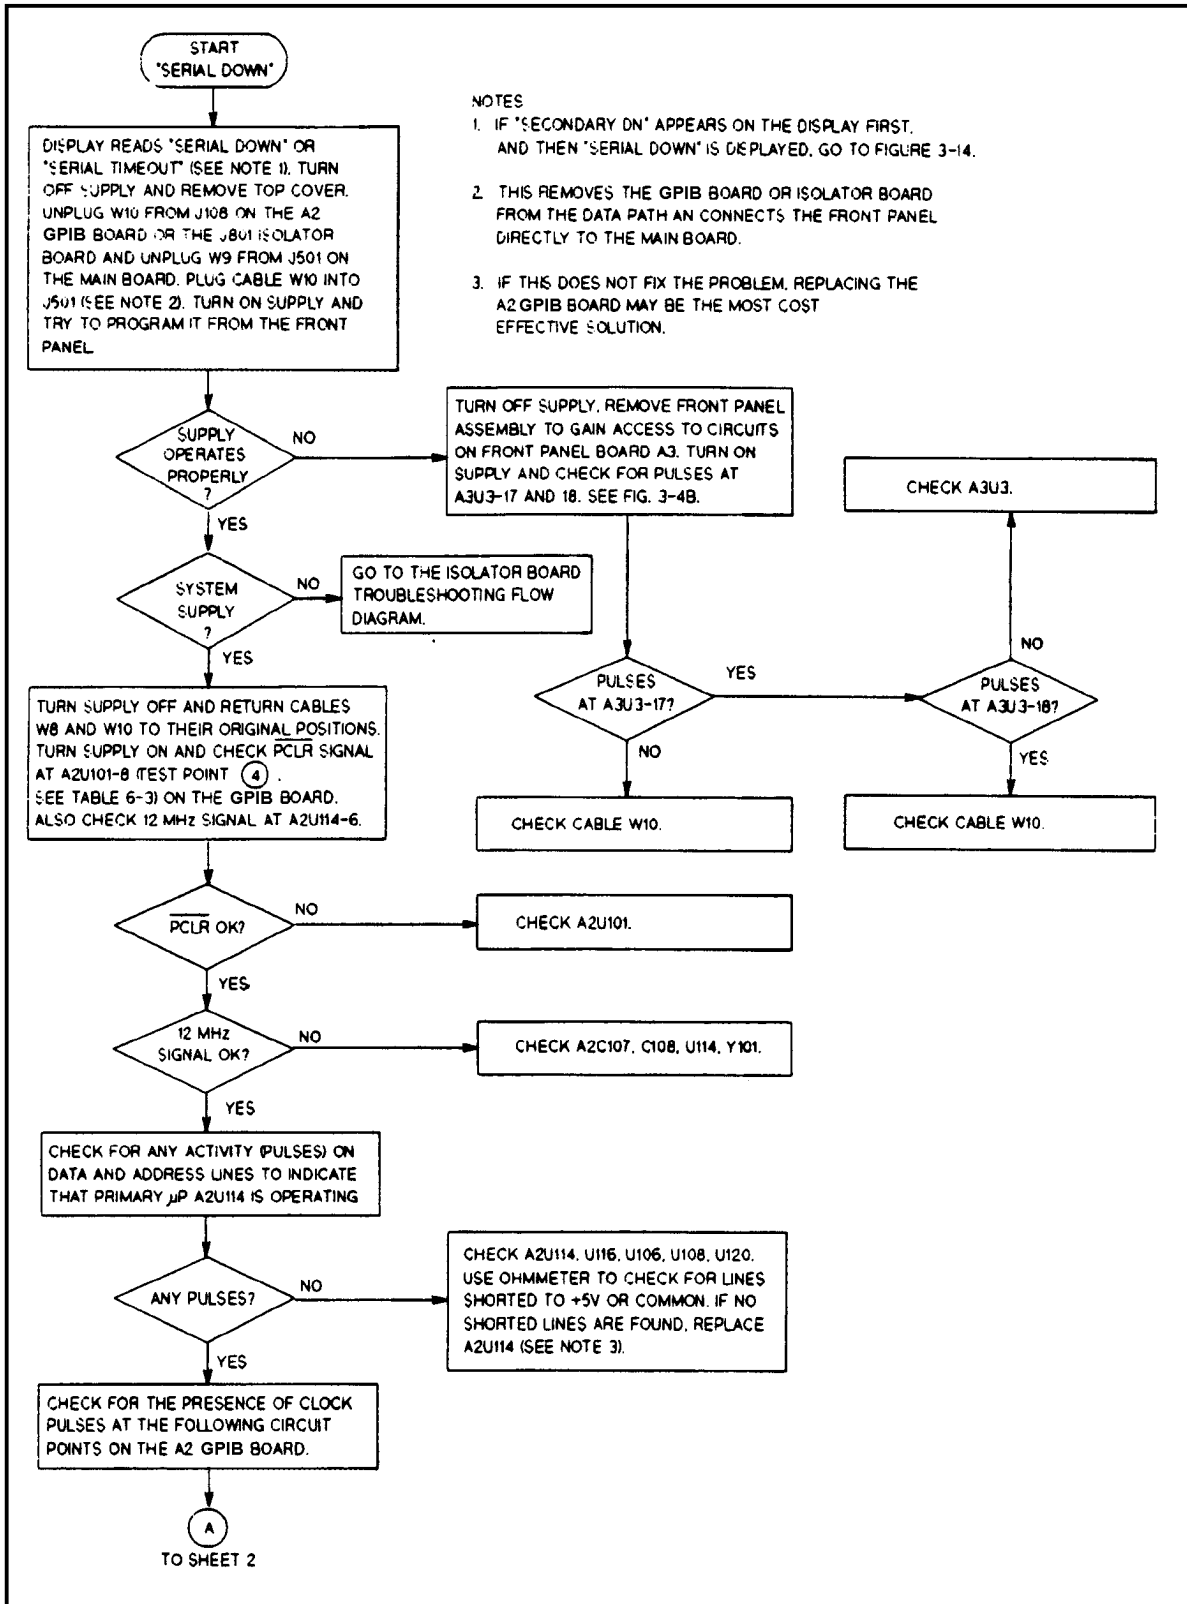 START
"SERIAL DOWN"
NOTES
1. IF "SECONDARY DN" APPEARS ON THE DISPLAY FIRST,
AND THEN "SERIAL DOWN" IS DISPLAYED, GO TO FIGURE 3-14.
2. THIS REMOVES THE GPIB BOARD OR ISOLATOR BOARD
FROM THE DATA PATH AN CONNECTS THE FRONT PANEL
DIRECTLY TO THE MAIN BOARD.
3. IF THIS DOES NOT FIX THE PROBLEM, REPLACING THE
A2 GPIB BOARD MAY BE THE MOST COST
EFFECTIVE SOLUTION.
DISPLAY READS "SERIAL DOWN" OR
"SERIAL TIMEOUT" (SEE NOTE 1). TURN
OFF SUPPLY AND REMOVE TOP COVER.
UNPLUG W10 FROM J108 ON THE A2
GPIB BOARD OR THE J801 ISOLATOR
BOARD AND UNPLUG W9 FROM J501 ON
THE MAIN BOARD. PLUG CABLE W10 INTO
J501 (SEE NOTE 2). TURN ON SUPPLY AND
TRY TO PROGRAM IT FROM THE FRONT
PANEL
SUPPLY
OPERATES
PROPERLY
?
NO
YES
TURN OFF SUPPLY, REMOVE FRONT PANEL
ASSEMBLY TO GAIN ACCESS TO CIRCUITS
ON FRONT PANEL BOARD A3. TURN ON
SUPPLY AND CHECK FOR PULSES AT
A3U3-17 AND 18. SEE FIG. 3-4B.
CHECK A3U3.
SYSTEM
SUPPLY
?
NO
YES
GO TO THE ISOLATOR BOARD
TROUBLESHOOTING FLOW
DIAGRAM.
PULSES
AT A3U3-17?
YES
NO
PULSES
AT A3U3-18?
NO
YES
CHECK CABLE W10.
CHECK CABLE W10.
TURN SUPPLY OFF AND RETURN CABLES
W8 AND W10 TO THEIR ORIGINAL POSITIONS.
TURN SUPPLY ON AND CHECK PCLR SIGNAL
AT A2U101-8 (TEST POINT 4 .
SEE TABLE 6-3) ON THE GPIB BOARD.
ALSO CHECK 12 MHz SIGNAL AT A2U114-6.
PCLR OK?
NO
YES
CHECK A2U101.
12 MHz
SIGNAL OK?
NO
YES
CHECK A2C107, C108, U114, Y101.
CHECK FOR ANY ACTIVITY (PULSES) ON
DATA AND ADDRESS LINES TO INDICATE
THAT PRIMARY µP A2U114 IS OPERATING
ANY PULSES?
NO
YES
CHECK A2U114, U116, U106, U108, U120.
USE OHMMETER TO CHECK FOR LINES
SHORTED TO +5V OR COMMON. IF NO
SHORTED LINES ARE FOUND, REPLACE
A2U114 (SEE NOTE 3).
CHECK FOR THE PRESENCE OF CLOCK
PULSES AT THE FOLLOWING CIRCUIT
POINTS ON THE A2 GPIB BOARD.
A
TO SHEET 2